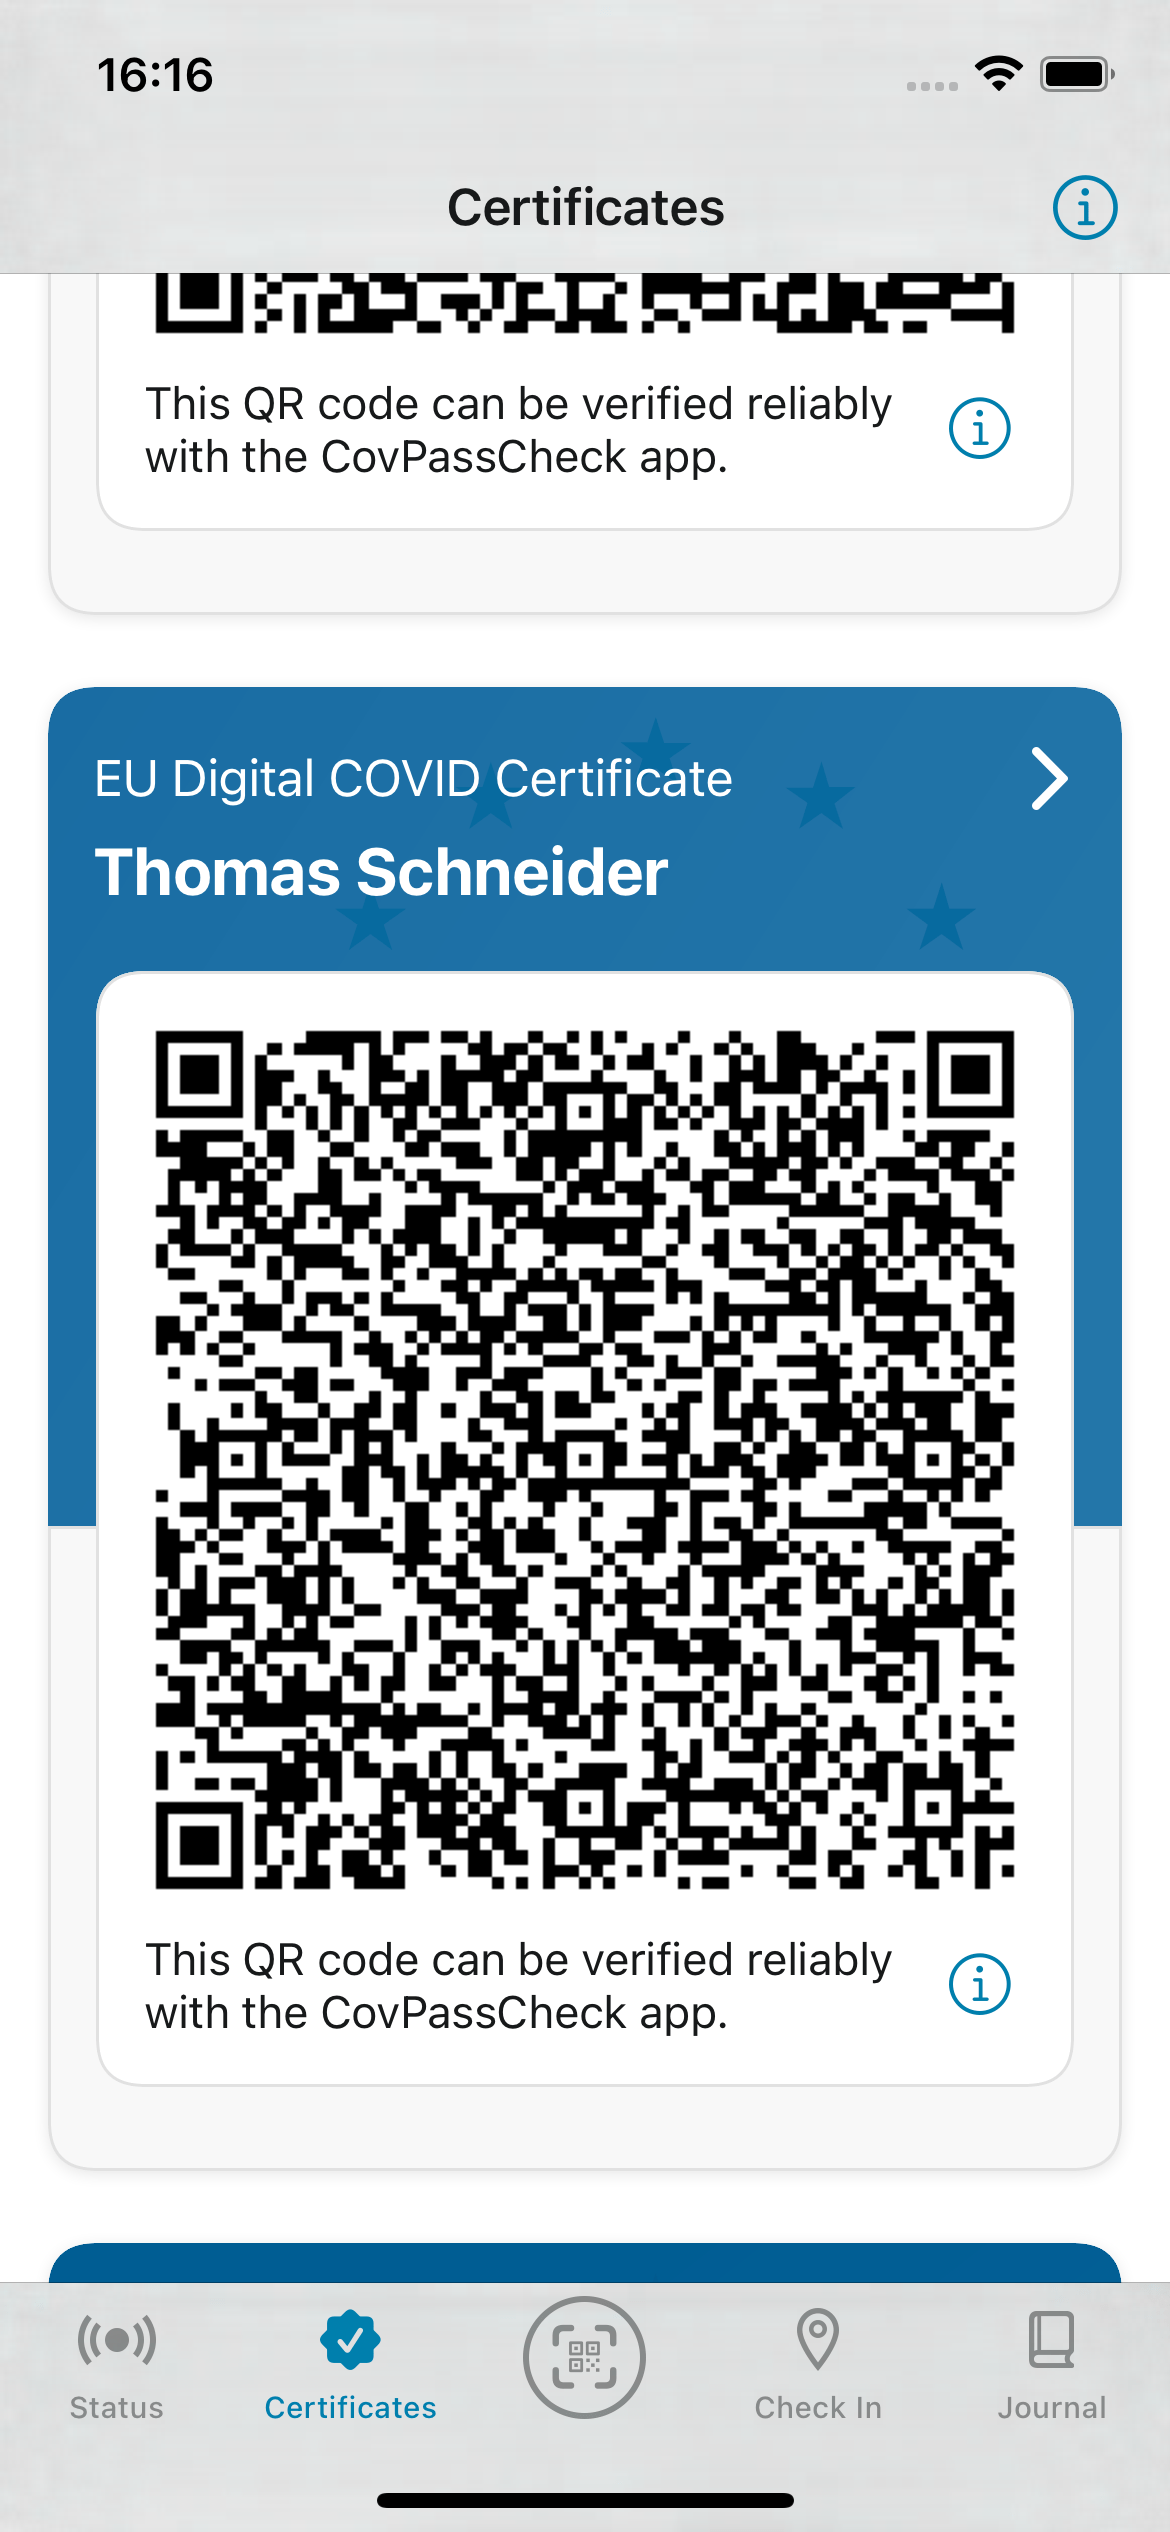 16:16
Certificates
This QR code can be verified reliably
with the CovPassCheck app.
EU Digital COVID Certificate
Thomas Schneider
This QR code can be verified reliably
with the CovPassCheck app.
Status
Certificates
Check In
Journal